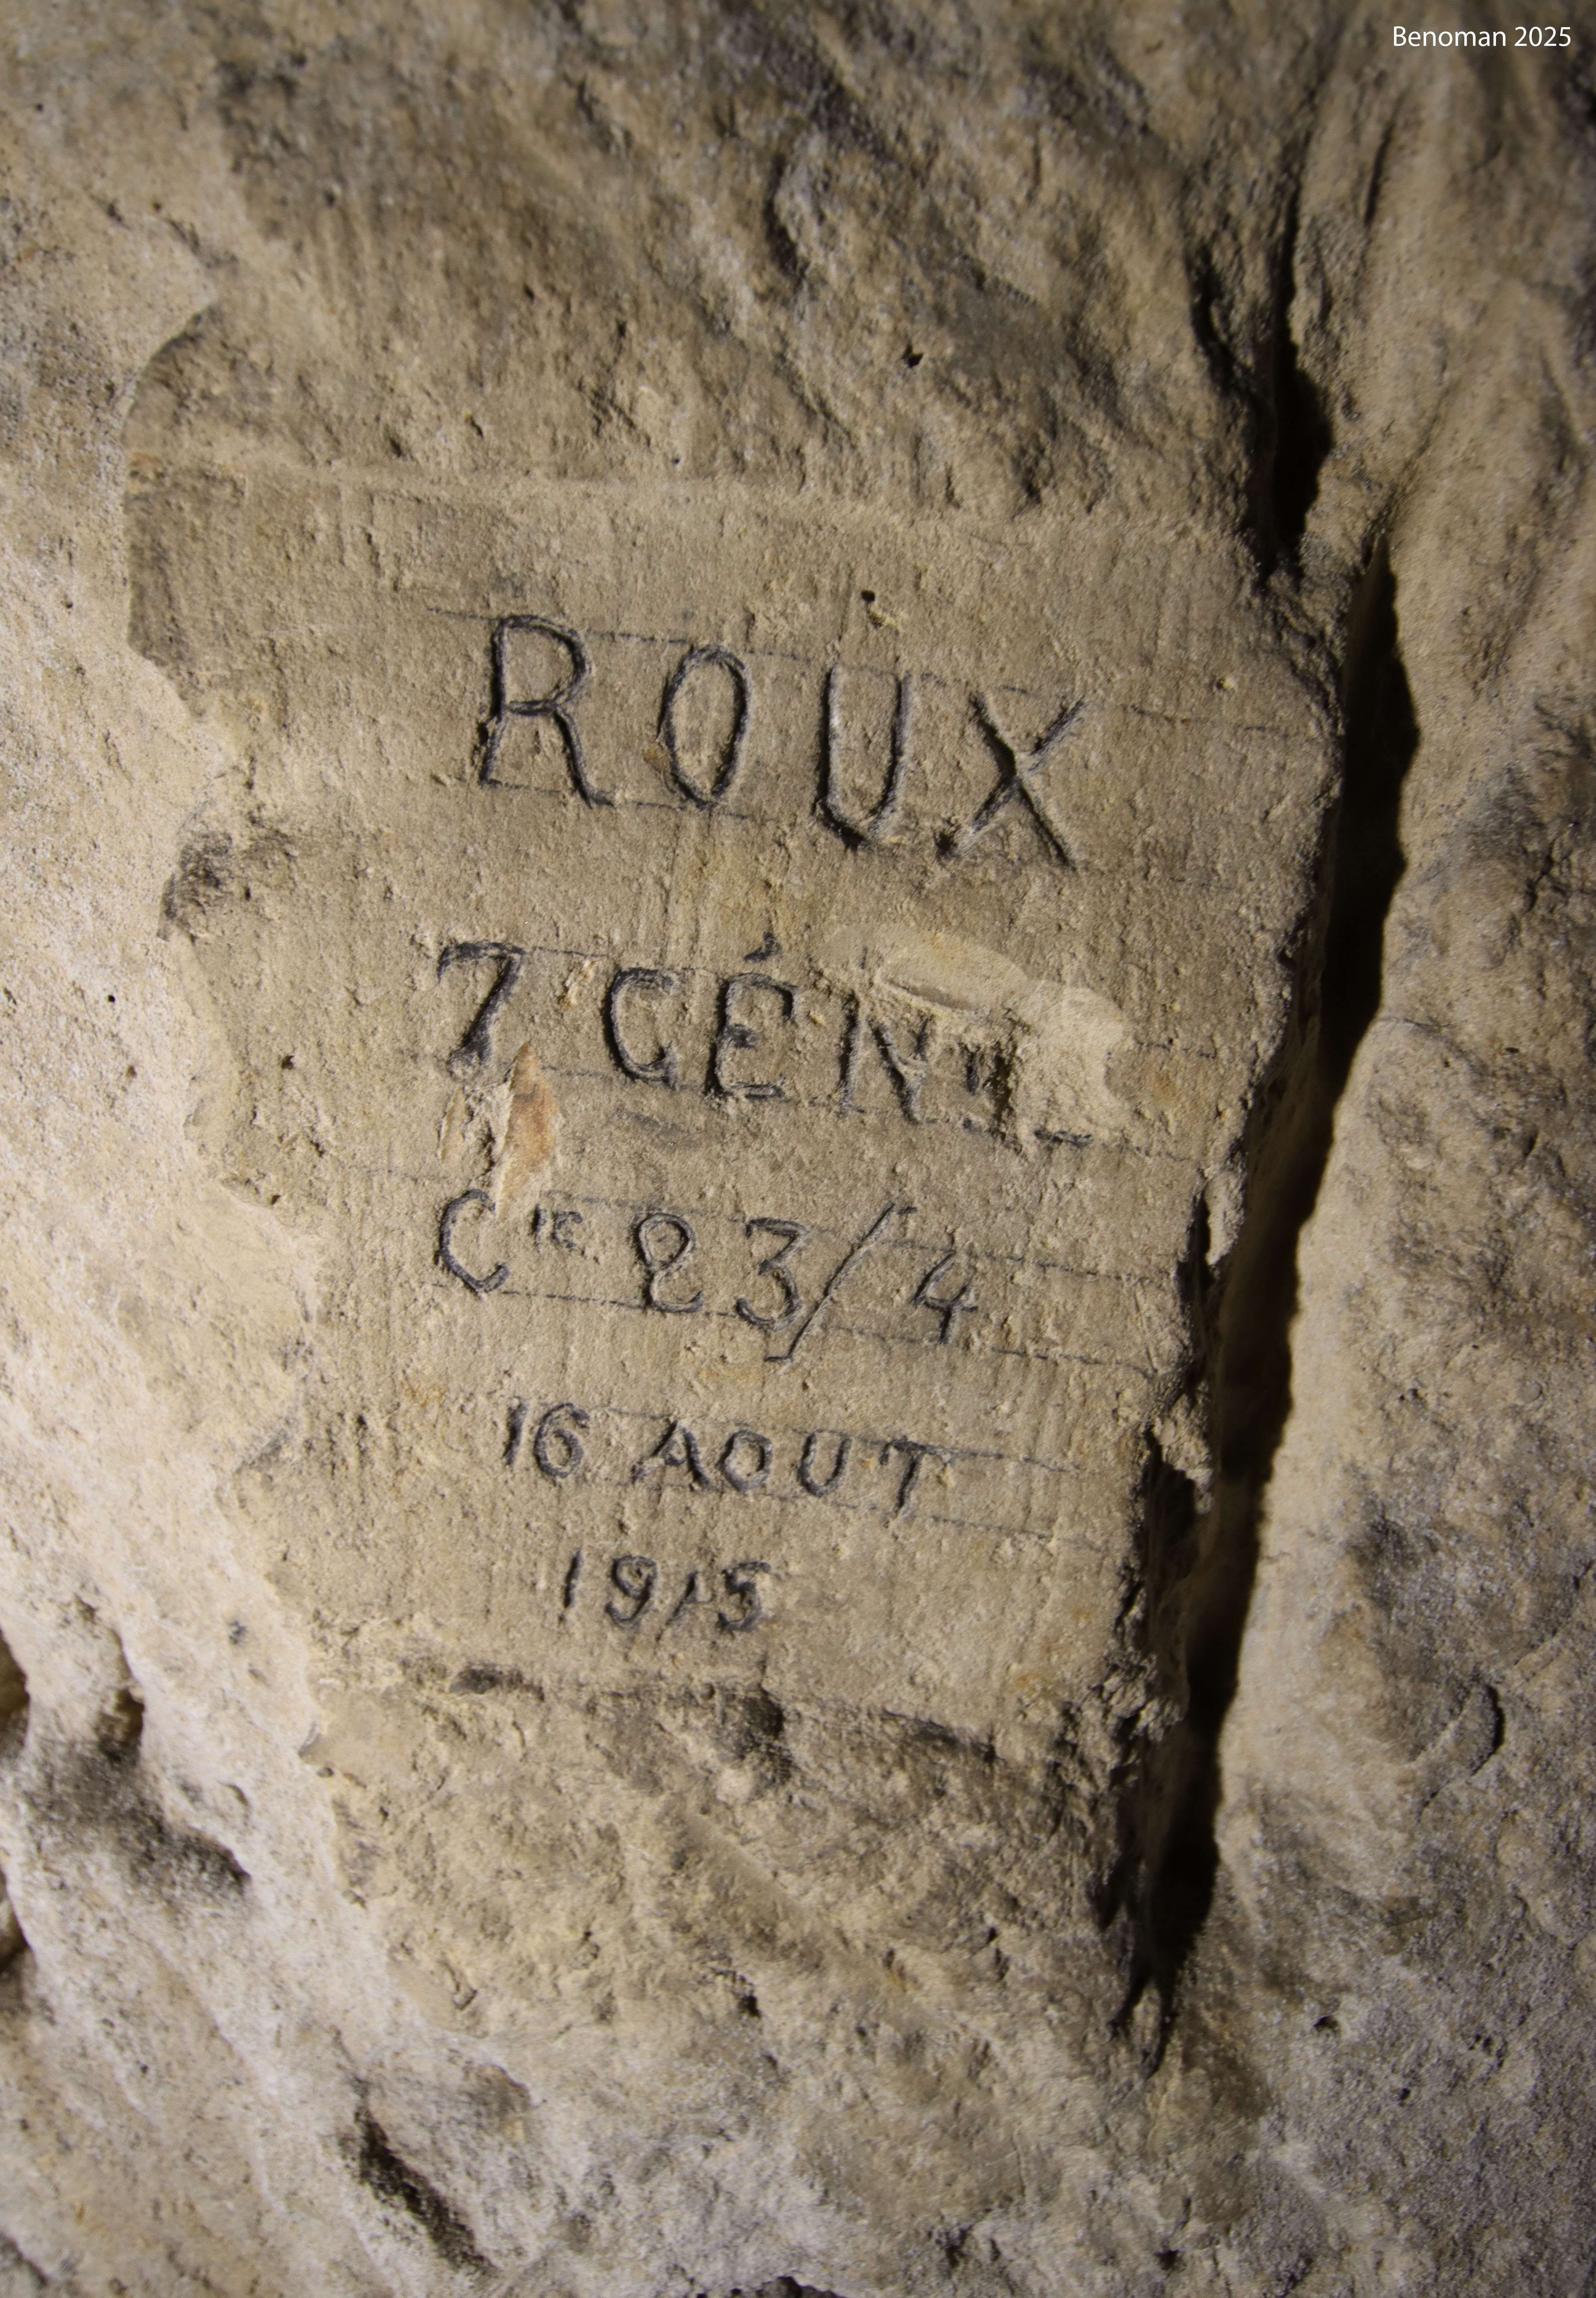 Benoman 2025
ROUX
7 GÉNIE
Cie 23/4
16 AOUT
1915